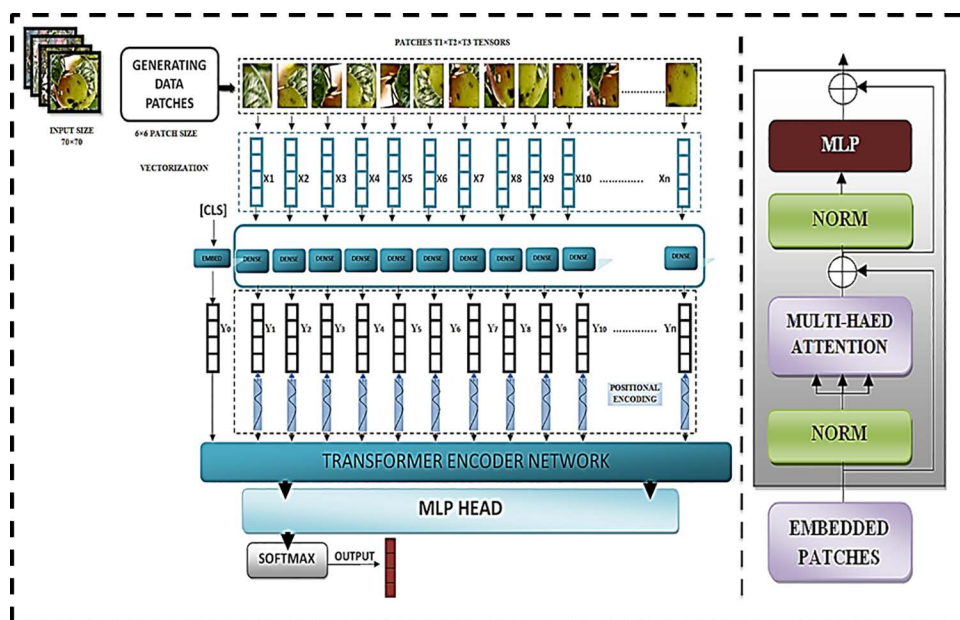 PATCHES T1×T2×T3 TENSORS
GENERATING
DATA
PATCHES
INPUT SIZE
70×70
6×6 PATCH SIZE
VECTORIZATION
X1 X2 X3 X4 X5 X6 X7 X8 X9 X10 .............. Xn
[CLS]
EMBED DENSE DENSE DENSE DENSE DENSE DENSE DENSE DENSE DENSE DENSE DENSE
Y0 Y1 Y2 Y3 Y4 Y5 Y6 Y7 Y8 Y9 Y10 .............. Yn
POSITIONAL
ENCODING
TRANSFORMER ENCODER NETWORK
MLP HEAD
SOFTMAX
OUTPUT
MLP
NORM
MULTI-HAED
ATTENTION
NORM
EMBEDDED
PATCHES